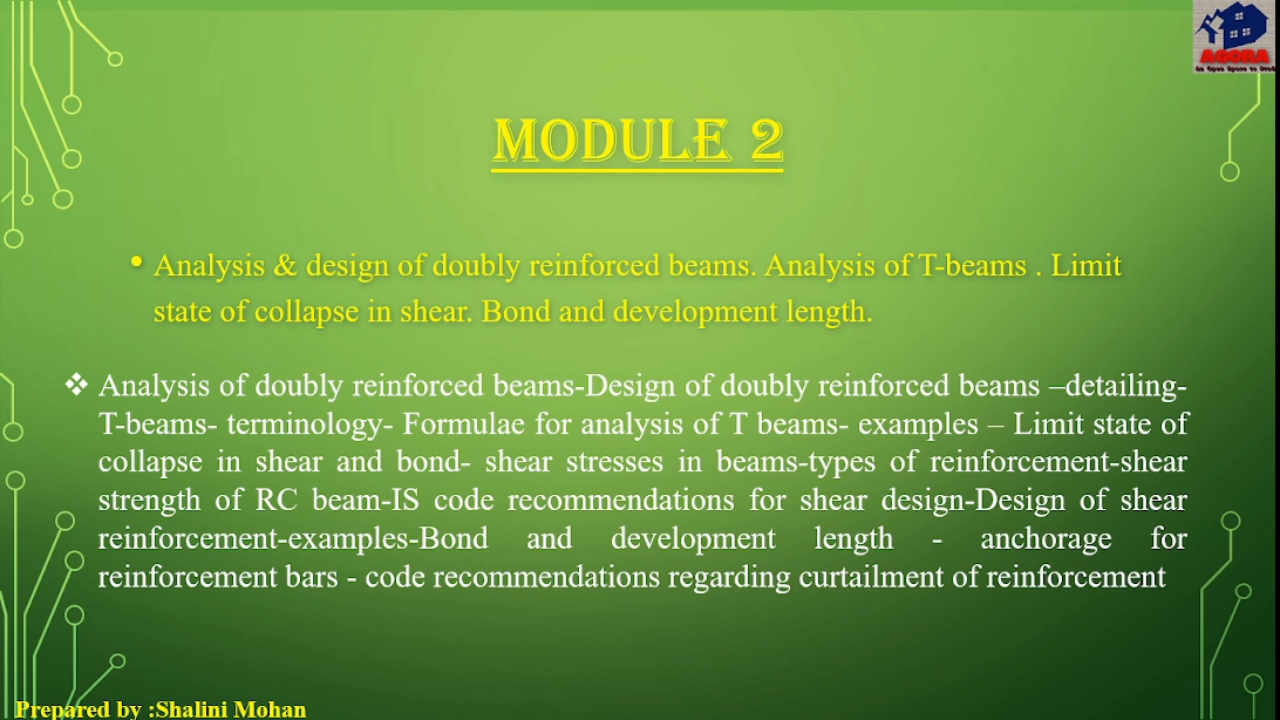 AGORA
MODULE 2
• Analysis & design of doubly reinforced beams. Analysis of T-beams . Limit
state of collapse in shear. Bond and development length.
❖ Analysis of doubly reinforced beams-Design of doubly reinforced beams –detailing-
T-beams- terminology- Formulae for analysis of T beams- examples – Limit state of
collapse in shear and bond- shear stresses in beams-types of reinforcement-shear
strength of RC beam-IS code recommendations for shear design-Design of shear
reinforcement-examples-Bond and development length - anchorage for
reinforcement bars - code recommendations regarding curtailment of reinforcement
Prepared by :Shalini Mohan